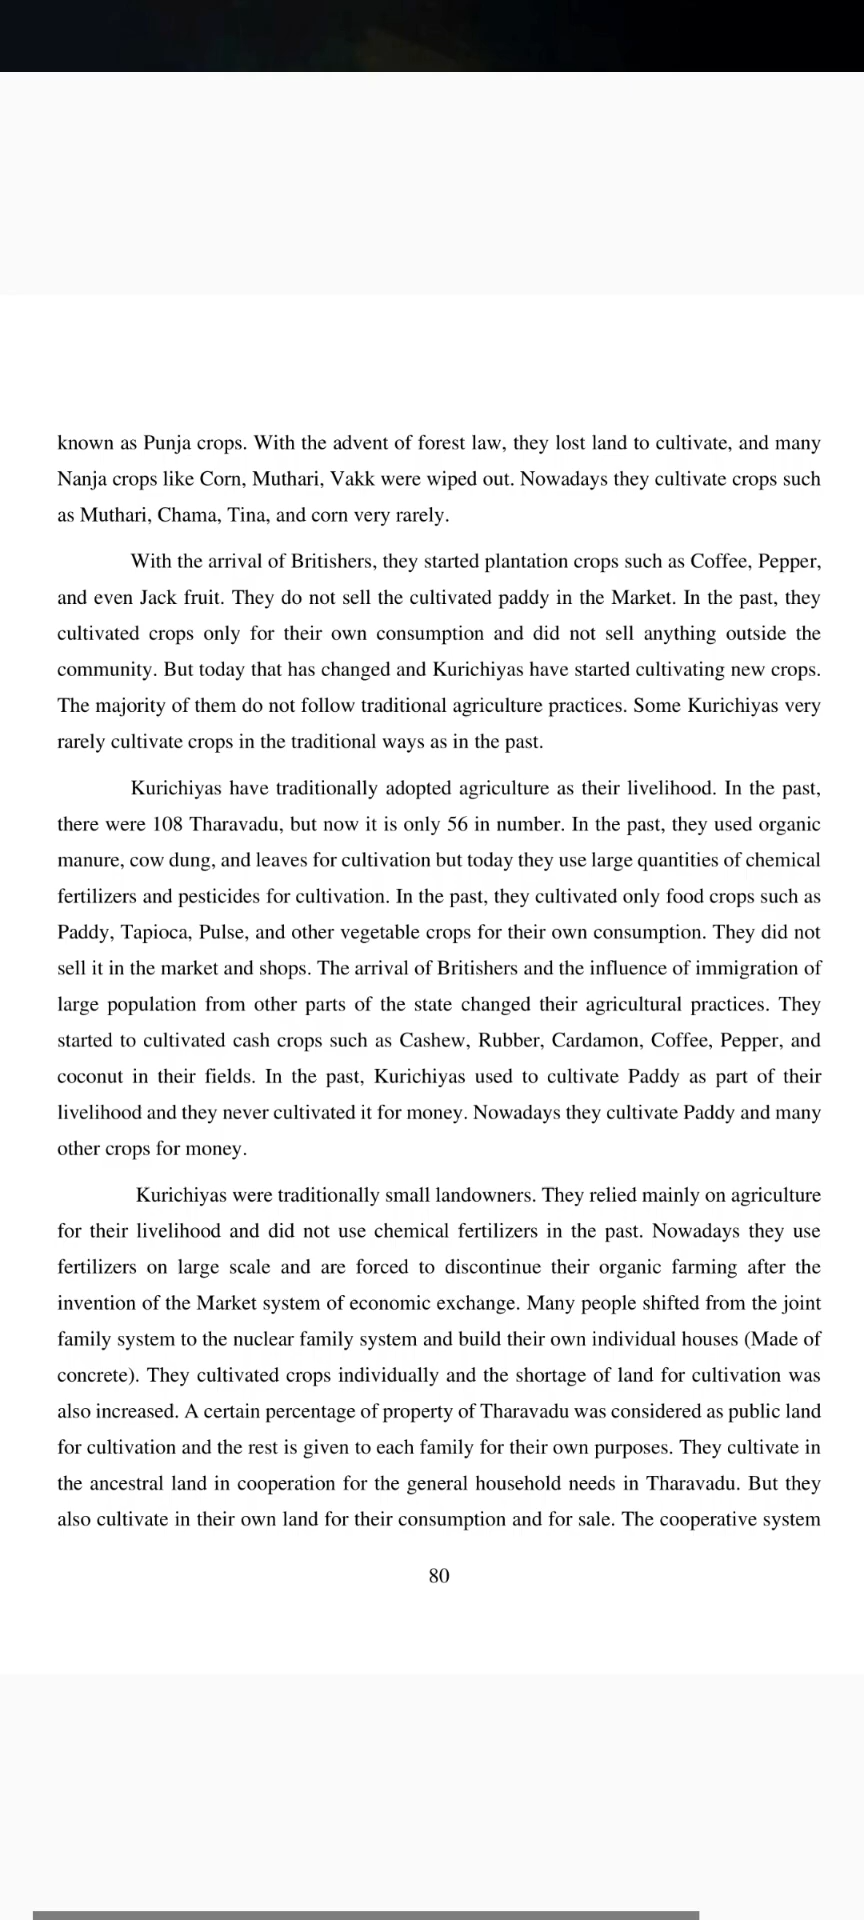 known as Punja crops. With the advent of forest law, they lost land to cultivate, and many
Nanja crops like Corn, Muthari, Vakk were wiped out. Nowadays they cultivate crops such
as Muthari, Chama, Tina, and corn very rarely.
With the arrival of Britishers, they started plantation crops such as Coffee, Pepper,
and even Jack fruit. They do not sell the cultivated paddy in the Market. In the past, they
cultivated crops only for their own consumption and did not sell anything outside the
community. But today that has changed and Kurichiyas have started cultivating new crops.
The majority of them do not follow traditional agriculture practices. Some Kurichiyas very
rarely cultivate crops in the traditional ways as in the past.
Kurichiyas have traditionally adopted agriculture as their livelihood. In the past,
there were 108 Tharavadu, but now it is only 56 in number. In the past, they used organic
manure, cow dung, and leaves for cultivation but today they use large quantities of chemical
fertilizers and pesticides for cultivation. In the past, they cultivated only food crops such as
Paddy, Tapioca, Pulse, and other vegetable crops for their own consumption. They did not
sell it in the market and shops. The arrival of Britishers and the influence of immigration of
large population from other parts of the state changed their agricultural practices. They
started to cultivated cash crops such as Cashew, Rubber, Cardamon, Coffee, Pepper, and
coconut in their fields. In the past, Kurichiyas used to cultivate Paddy as part of their
livelihood and they never cultivated it for money. Nowadays they cultivate Paddy and many
other crops for money.
Kurichiyas were traditionally small landowners. They relied mainly on agriculture
for their livelihood and did not use chemical fertilizers in the past. Nowadays they use
fertilizers on large scale and are forced to discontinue their organic farming after the
invention of the Market system of economic exchange. Many people shifted from the joint
family system to the nuclear family system and build their own individual houses (Made of
concrete). They cultivated crops individually and the shortage of land for cultivation was
also increased. A certain percentage of property of Tharavadu was considered as public land
for cultivation and the rest is given to each family for their own purposes. They cultivate in
the ancestral land in cooperation for the general household needs in Tharavadu. But they
also cultivate in their own land for their consumption and for sale. The cooperative system
80